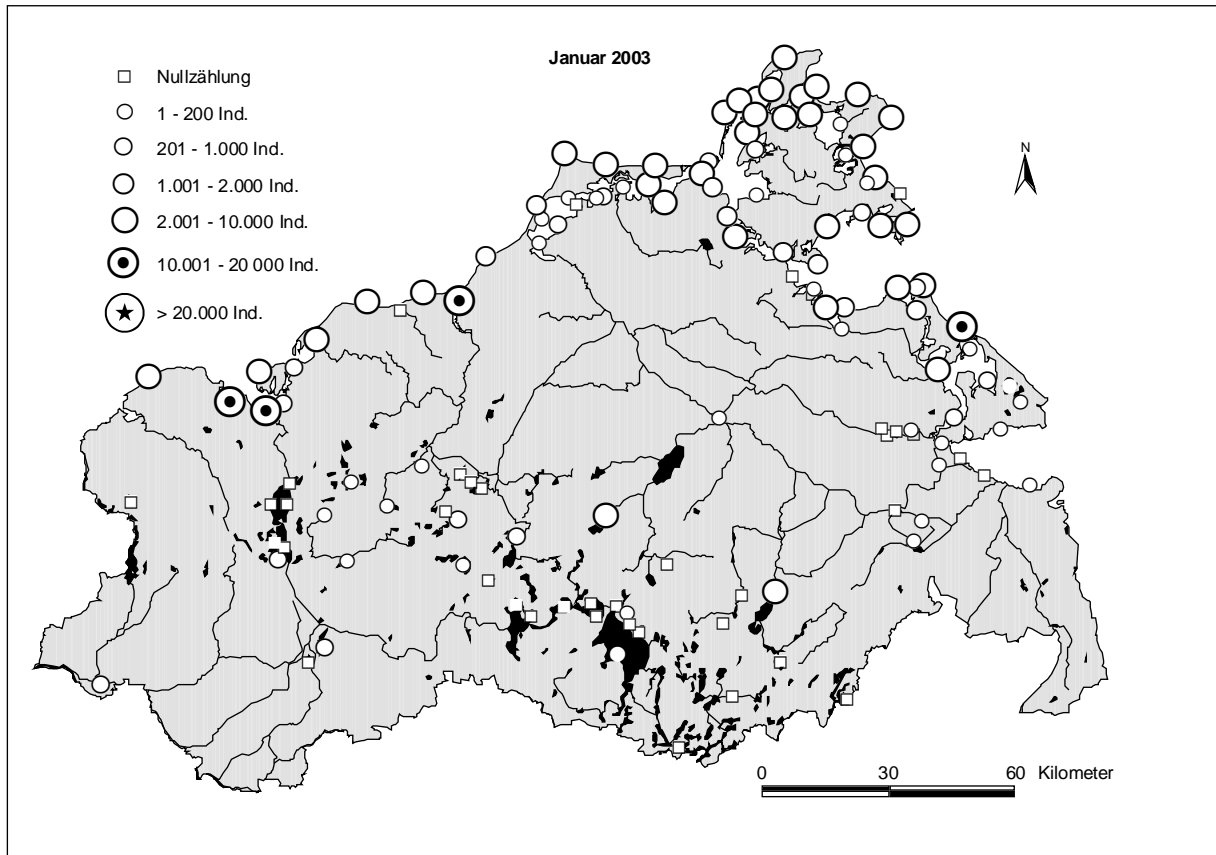 Januar 2003
Nullzählung
1 - 200 Ind.
201 - 1.000 Ind.
1.001 - 2.000 Ind.
2.001 - 10.000 Ind.
10.001 - 20 000 Ind.
> 20.000 Ind.
N
0 30 60 Kilometer